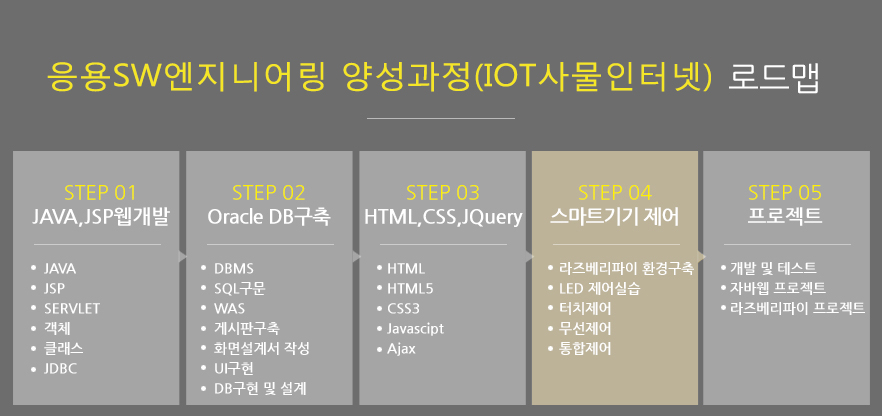 응용SW엔지니어링 양성과정(IOT사물인터넷) 로드맵
STEP 01
JAVA,JSP웹개발
• JAVA
• JSP
• SERVLET
• 객체
• 클래스
• JDBC
STEP 02
Oracle DB구축
• DBMS
• SQL구문
• WAS
• 게시판구축
• 화면설계서 작성
• UI구현
• DB구현 및 설계
STEP 03
HTML,CSS,JQuery
• HTML
• HTML5
• CSS3
• Javascipt
• Ajax
STEP 04
스마트기기 제어
• 라즈베리파이 환경구축
• LED 제어실습
• 터치제어
• 무선제어
• 통합제어
STEP 05
프로젝트
• 개발 및 테스트
• 자바웹 프로젝트
• 라즈베리파이 프로젝트